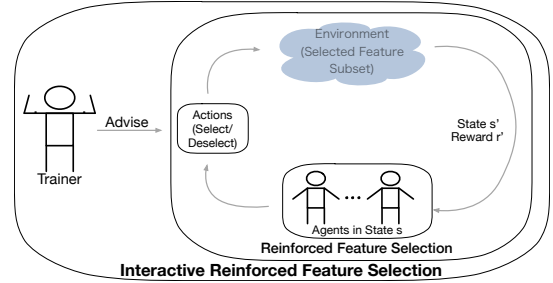 Environment
(Selected Feature
Subset)
Actions
(Select/
Deselect)
Advise
Trainer
State s'
Reward r'
...
Agents in State s
Reinforced Feature Selection
Interactive Reinforced Feature Selection